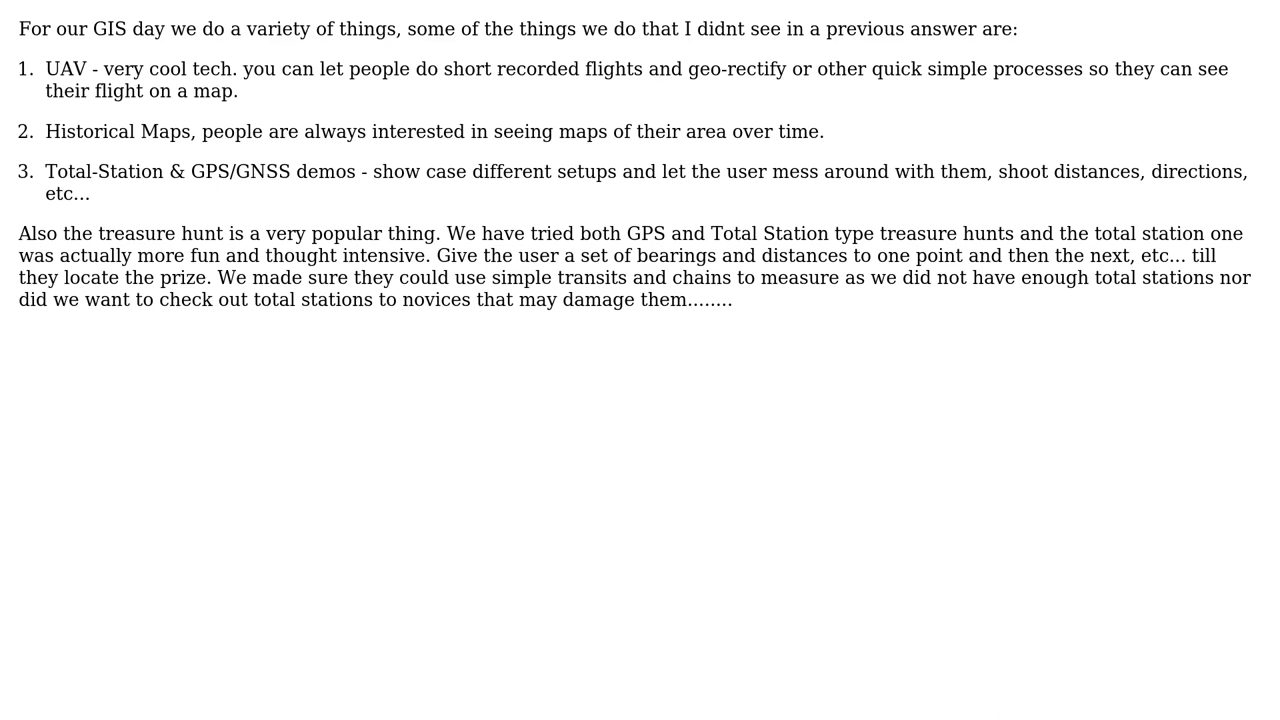 For our GIS day we do a variety of things, some of the things we do that I didnt see in a previous answer are:
1. UAV - very cool tech. you can let people do short recorded flights and geo-rectify or other quick simple processes so they can see
their flight on a map.
2. Historical Maps, people are always interested in seeing maps of their area over time.
3. Total-Station & GPS/GNSS demos - show case different setups and let the user mess around with them, shoot distances, directions,
etc...
Also the treasure hunt is a very popular thing. We have tried both GPS and Total Station type treasure hunts and the total station one
was actually more fun and thought intensive. Give the user a set of bearings and distances to one point and then the next, etc... till
they locate the prize. We made sure they could use simple transits and chains to measure as we did not have enough total stations nor
did we want to check out total stations to novices that may damage them........